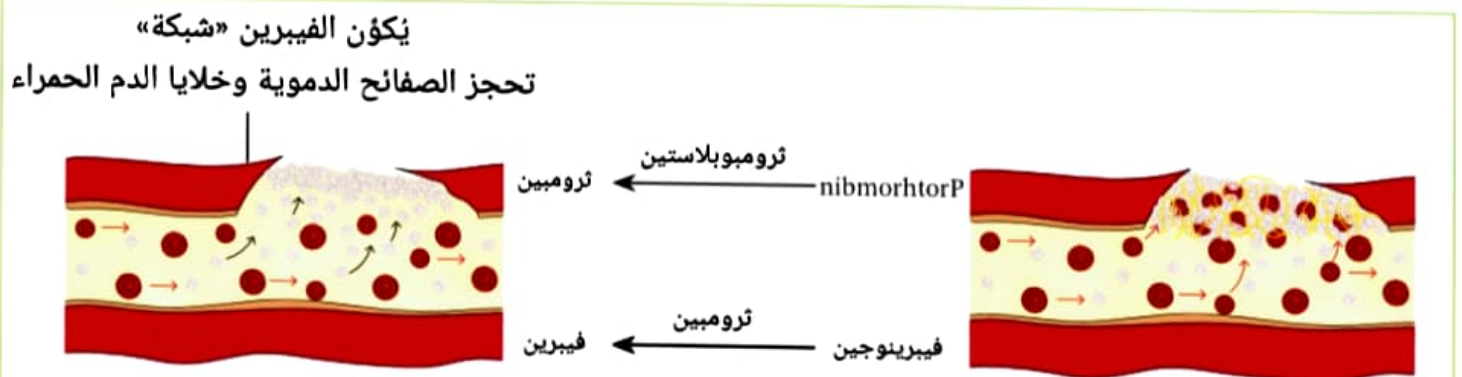 يُكوّن الفيبرين «شبكة»
تحجز الصفائح الدموية وخلايا الدم الحمراء
ثرومبوبلاستين
nibmorhtorP
ثرومبين
ثرومبين
فيبرينوجين
فيبرين